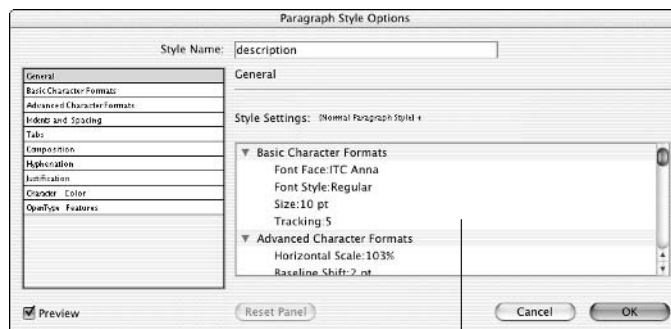 Paragraph Style Options
Style Name: description
General
Basic Character Formats
Advanced Character Formats
Indents and Spacing
Tabs
Composition
Hyphenation
Justification
Character Color
OpenType Features
General
Style Settings: [Normal Paragraph Style] +
Basic Character Formats
Font Face:ITC Anna
Font Style:Regular
Size:10 pt
Tracking:5
Advanced Character Formats
Horizontal Scale:103%
Baseline Shift:2 pt
Preview
Reset Panel
Cancel
OK